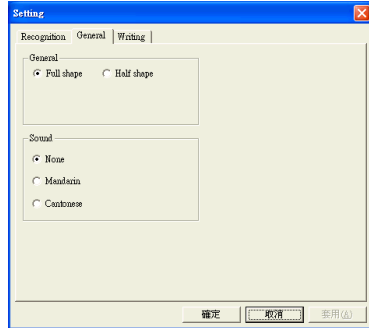 Setting
Recognition General Writing
General
Full shape Half shape
Sound
None
Mandarin
Cantonese
確定 取消 套用(A)